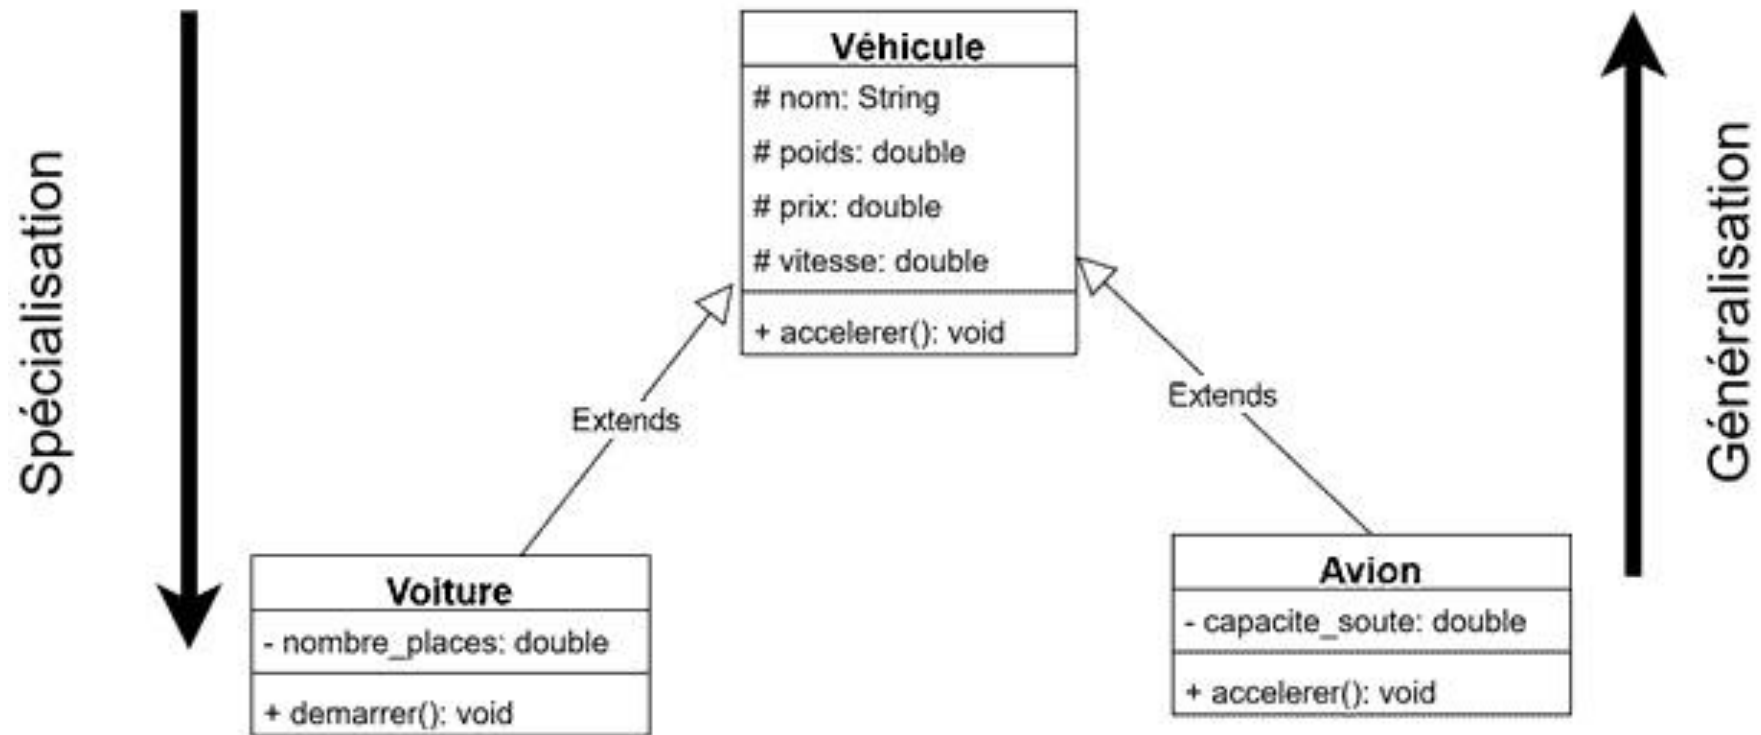 Spécialisation
Véhicule
# nom: String
# poids: double
# prix: double
# vitesse: double
+ accelerer(): void
Extends
Extends
Voiture
- nombre_places: double
+ demarrer(): void
Avion
- capacite_soute: double
+ accelerer(): void
Généralisation